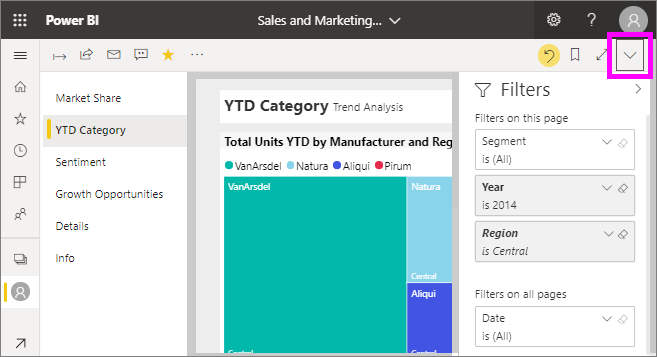 Power BI
Sales and Marketing...
Market Share
YTD Category
Sentiment
Growth Opportunities
Details
Info
YTD Category Trend Analysis
Total Units YTD by Manufacturer and Reg
VanArsdel Natura Aliqui Pirum
VanArsdel
Central
Natura
Central
Aliqui
Central
Filters
Filters on this page
Segment
is (All)
Year
is 2014
Region
is Central
Filters on all pages
Date
is (All)